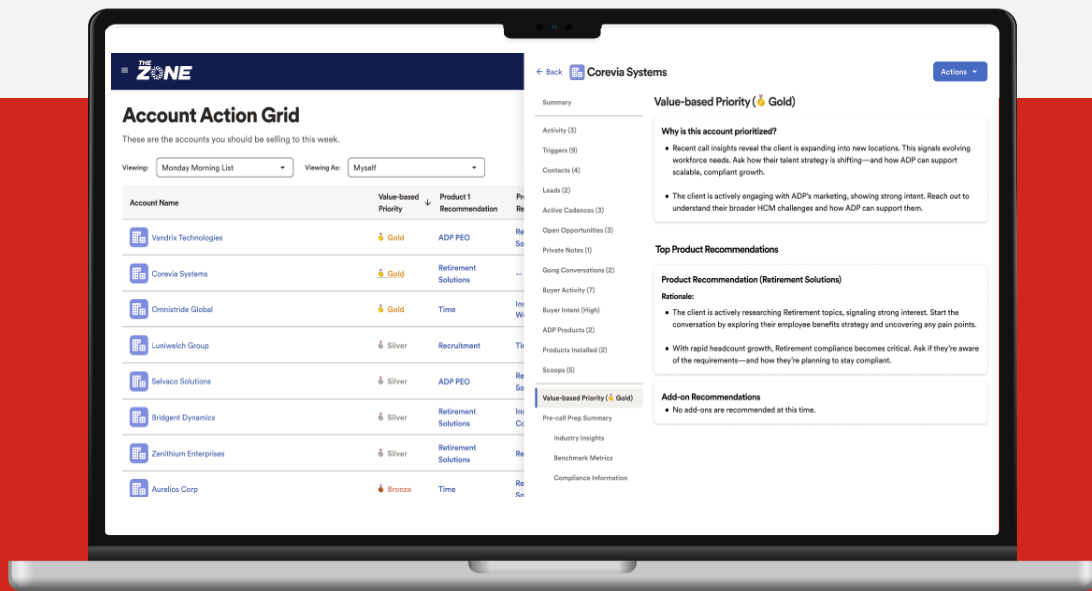 THE
ZONE
Account Action Grid
These are the accounts you should be selling to this week.
Viewing: Monday Morning List Viewing As: Myself
Account Name Value-based Priority Product 1 Recommendation
Vandrix Technologies Gold ADP PEO
Corevia Systems Gold Retirement Solutions --
Omnistride Global Gold Time
Luniwelch Group Silver Recruitment
Selvaco Solutions Silver ADP PEO
Bridgent Dynamics Silver Retirement Solutions
Zenithium Enterprises Silver Retirement Solutions
Aurelios Corp Bronze Time
Back Corevia Systems Actions
Summary
Activity (3)
Triggers (9)
Contacts (4)
Leads (2)
Active Cadences (3)
Open Opportunities (3)
Private Notes (1)
Gong Conversations (2)
Buyer Activity (7)
Buyer Intent (High)
ADP Products (2)
Products Installed (2)
Scoops (5)
Value-based Priority (Gold)
Pre-call Prep Summary
Industry Insights
Benchmark Metrics
Compliance Information
Value-based Priority (Gold)
Why is this account prioritized?
• Recent call insights reveal the client is expanding into new locations. This signals evolving
workforce needs. Ask how their talent strategy is shifting—and how ADP can support
scalable, compliant growth.
• The client is actively engaging with ADP's marketing, showing strong intent. Reach out to
understand their broader HCM challenges and how ADP can support them.
Top Product Recommendations
Product Recommendation (Retirement Solutions)
Rationale:
• The client is actively researching Retirement topics, signaling strong interest. Start the
conversation by exploring their employee benefits strategy and uncovering any pain points.
• With rapid headcount growth, Retirement compliance becomes critical. Ask if they're aware
of the requirements—and how they're planning to stay compliant.
Add-on Recommendations
• No add-ons are recommended at this time.